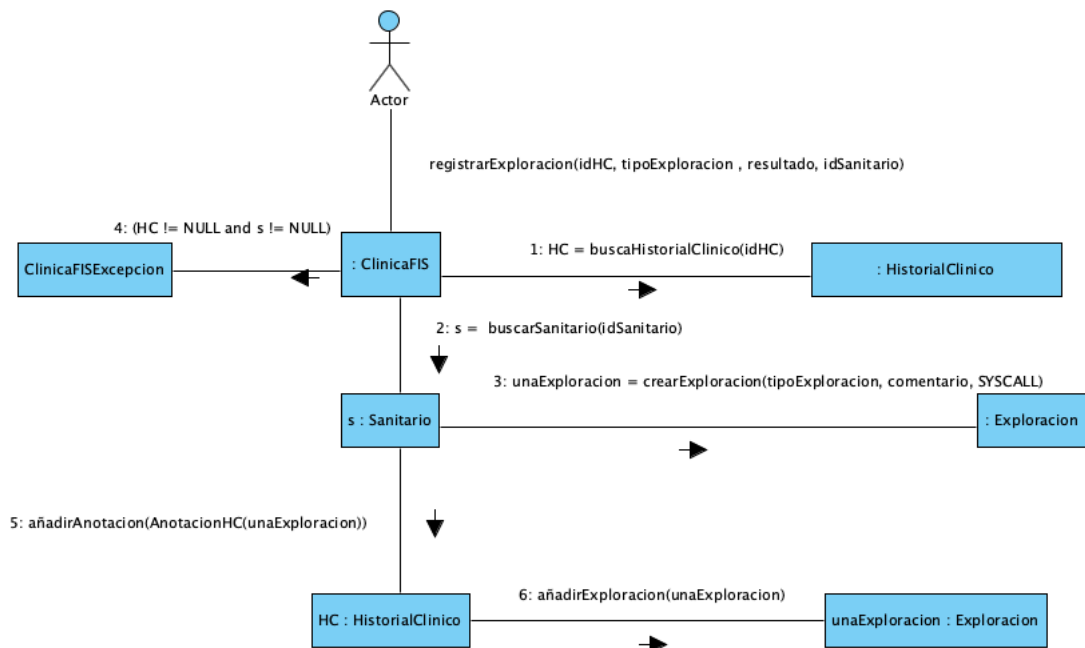 Actor
registrarExploracion(idHC, tipoExploracion , resultado, idSanitario)
4: (HC != NULL and s != NULL)
ClinicaFISExcepcion
: ClinicaFIS
1: HC = buscaHistorialClinico(idHC)
: HistorialClinico
2: s =  buscarSanitario(idSanitario)
3: unaExploracion = crearExploracion(tipoExploracion, comentario, SYSCALL)
s : Sanitario
: Exploracion
5: añadirAnotacion(AnotacionHC(unaExploracion))
6: añadirExploracion(unaExploracion)
HC : HistorialClinico
unaExploracion : Exploracion